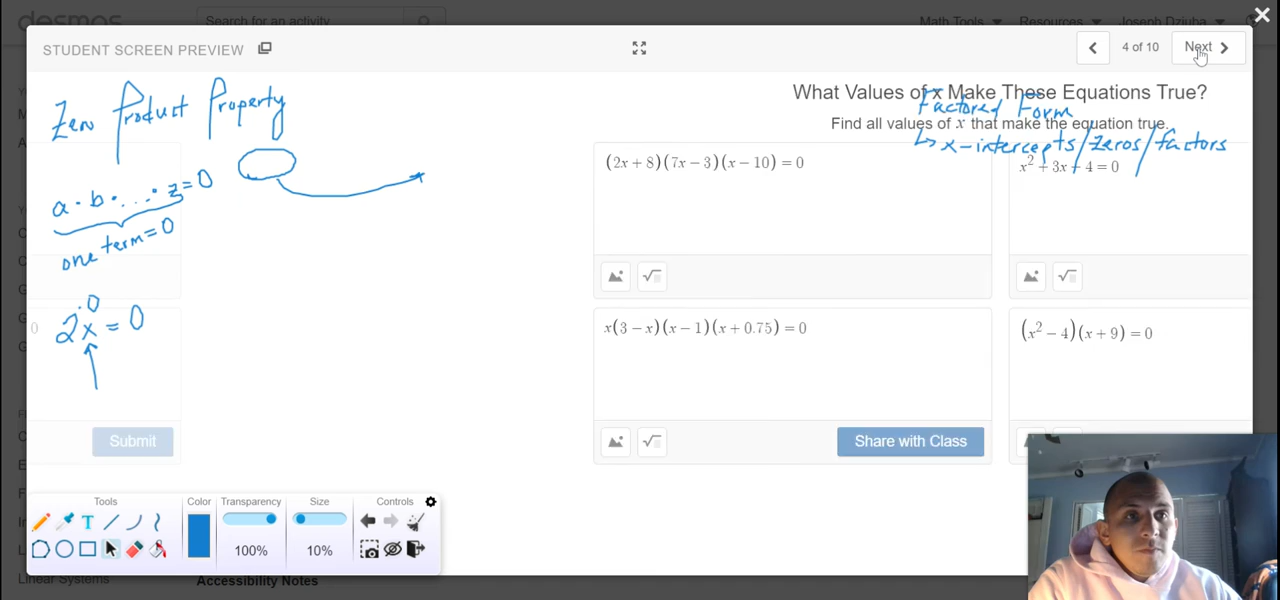 desmos
Search for an activity
Math Tools
Resources
Joseph Dziuba
STUDENT SCREEN PREVIEW
4 of 10
Next
Zero Product Property
a · b · ... · z = 0
one term = 0
·0
2x = 0
0
Submit
What Values of x Make These Equations True?
Factored Form
Find all values of x that make the equation true.
↳ x-intercepts/zeros/factors
(2x + 8)(7x − 3)(x − 10) = 0
x² + 3x + 4 = 0
√
√
x(3 − x)(x − 1)(x + 0.75) = 0
(x² − 4)(x + 9) = 0
√
Share with Class
Tools
Color
Transparency
Size
Controls
T
100%
10%
Linear Systems
Accessibility Notes